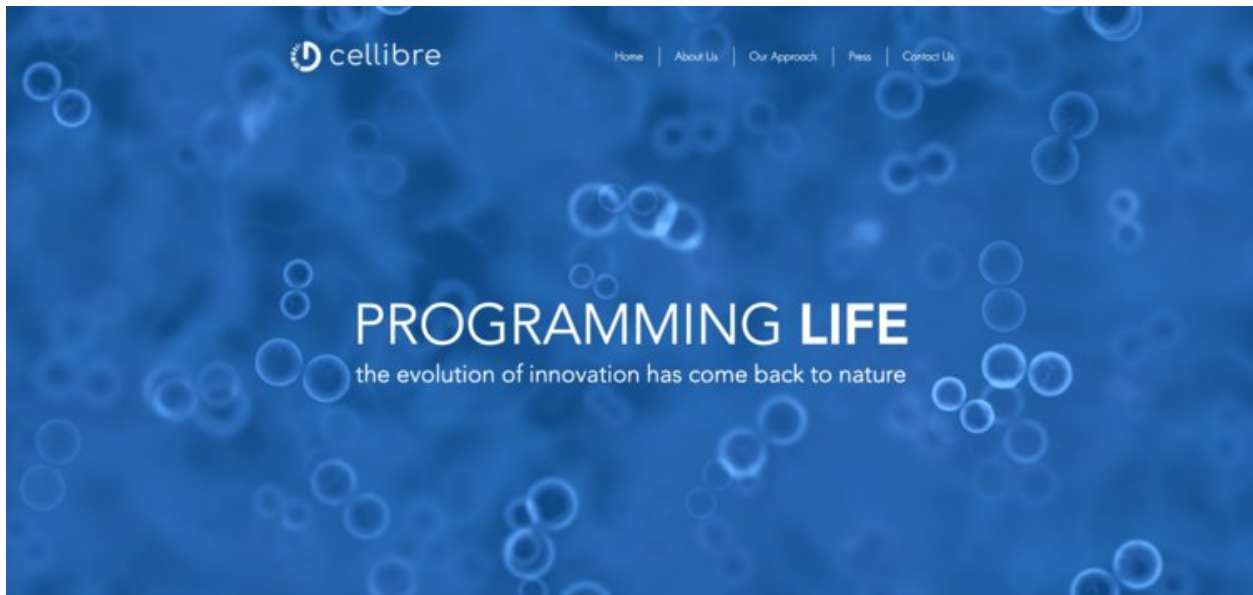 cellibre
Home | About Us | Our Approach | Press | Contact Us
PROGRAMMING LIFE
the evolution of innovation has come back to nature